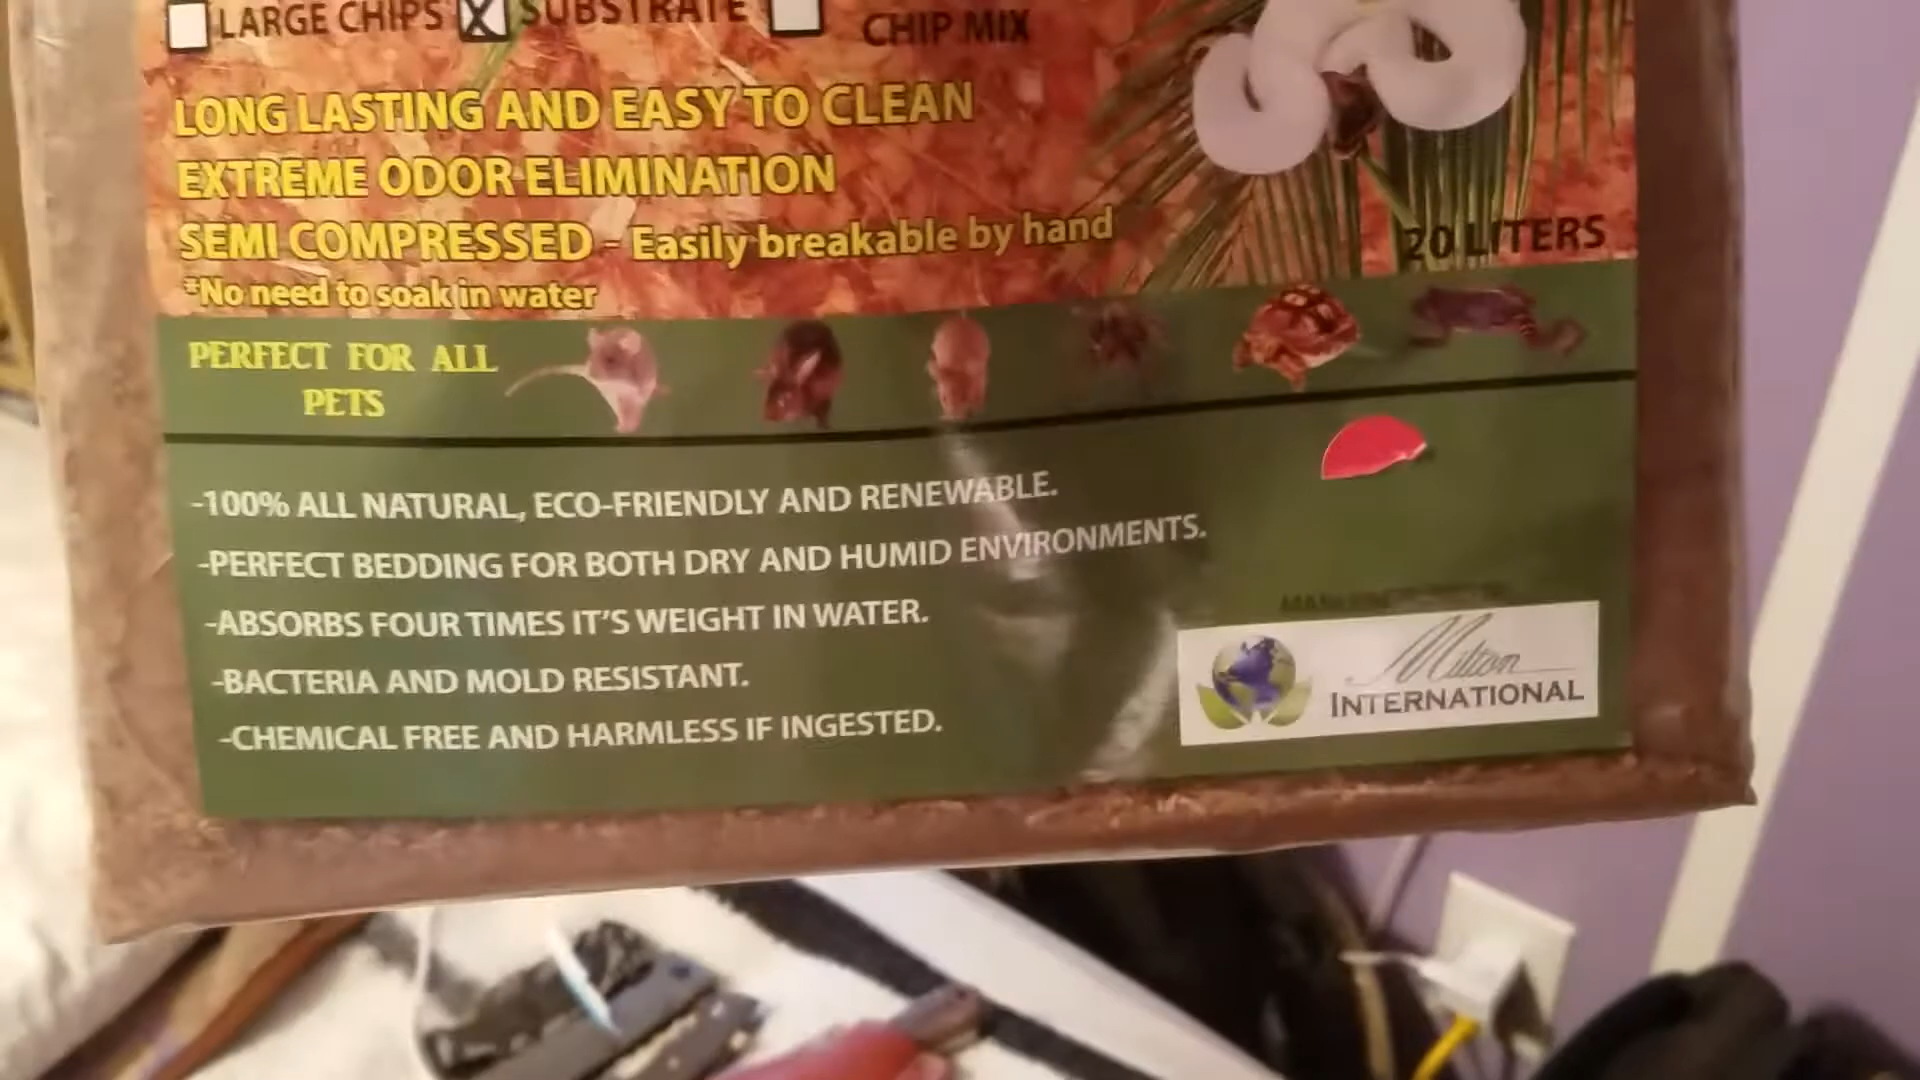 LARGE CHIPS
SUBSTRATE
CHIP MIX
LONG LASTING AND EASY TO CLEAN
EXTREME ODOR ELIMINATION
SEMI COMPRESSED - Easily breakable by hand
*No need to soak in water
20 LITERS
PERFECT FOR ALL
PETS
-100% ALL NATURAL, ECO-FRIENDLY AND RENEWABLE.
-PERFECT BEDDING FOR BOTH DRY AND HUMID ENVIRONMENTS.
-ABSORBS FOUR TIMES IT'S WEIGHT IN WATER.
-BACTERIA AND MOLD RESISTANT.
-CHEMICAL FREE AND HARMLESS IF INGESTED.
Milton
INTERNATIONAL